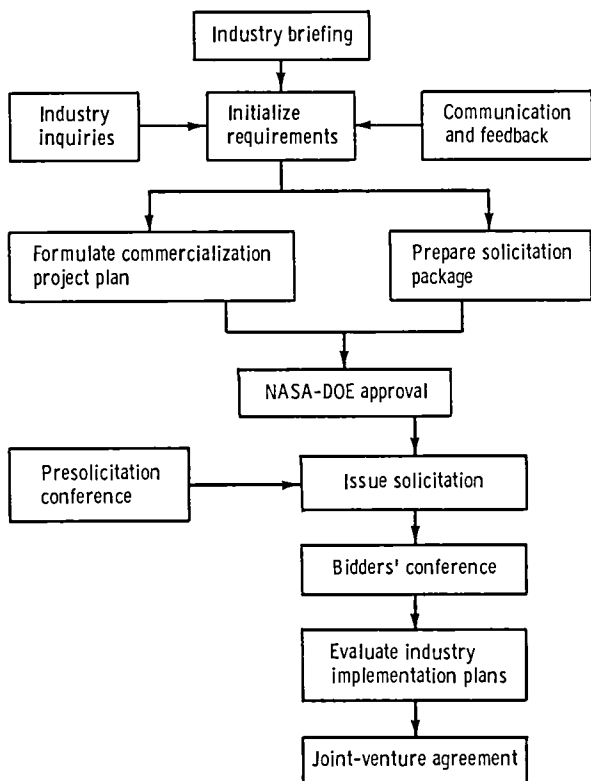 Industry briefing
Industry
inquiries
Initialize
requirements
Communication
and feedback
Formulate commercialization
project plan
Prepare solicitation
package
NASA-DOE approval
Presolicitation
conference
Issue solicitation
Bidders' conference
Evaluate industry
implementation plans
Joint-venture agreement